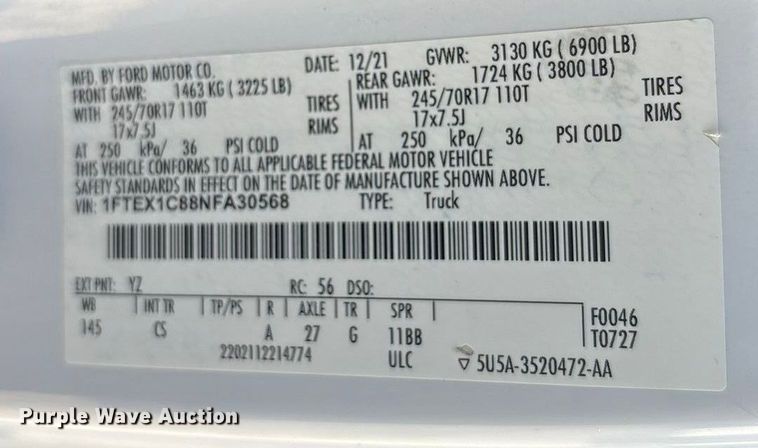 MFD. BY FORD MOTOR CO.
DATE: 12/21 GVWR: 3130 KG ( 6900 LB)
FRONT GAWR: 1463 KG ( 3225 LB) REAR GAWR: 1724 KG ( 3800 LB)
WITH 245/70R17 110T TIRES WITH 245/70R17 110T TIRES
17x7.5J RIMS 17x7.5J RIMS
AT 250 kPa/ 36 PSI COLD AT 250 kPa/ 36 PSI COLD
THIS VEHICLE CONFORMS TO ALL APPLICABLE FEDERAL MOTOR VEHICLE
SAFETY STANDARDS IN EFFECT ON THE DATE OF MANUFACTURE SHOWN ABOVE.
VIN: 1FTEX1C88NFA30568 TYPE: Truck
EXT PNT: YZ RC: 56 DSO:
WB INT TR TP/PS R AXLE TR SPR F0046
145 CS A 27 G 11BB T0727
2202112214774 ULC 5U5A-3520472-AA
Purple Wave Auction